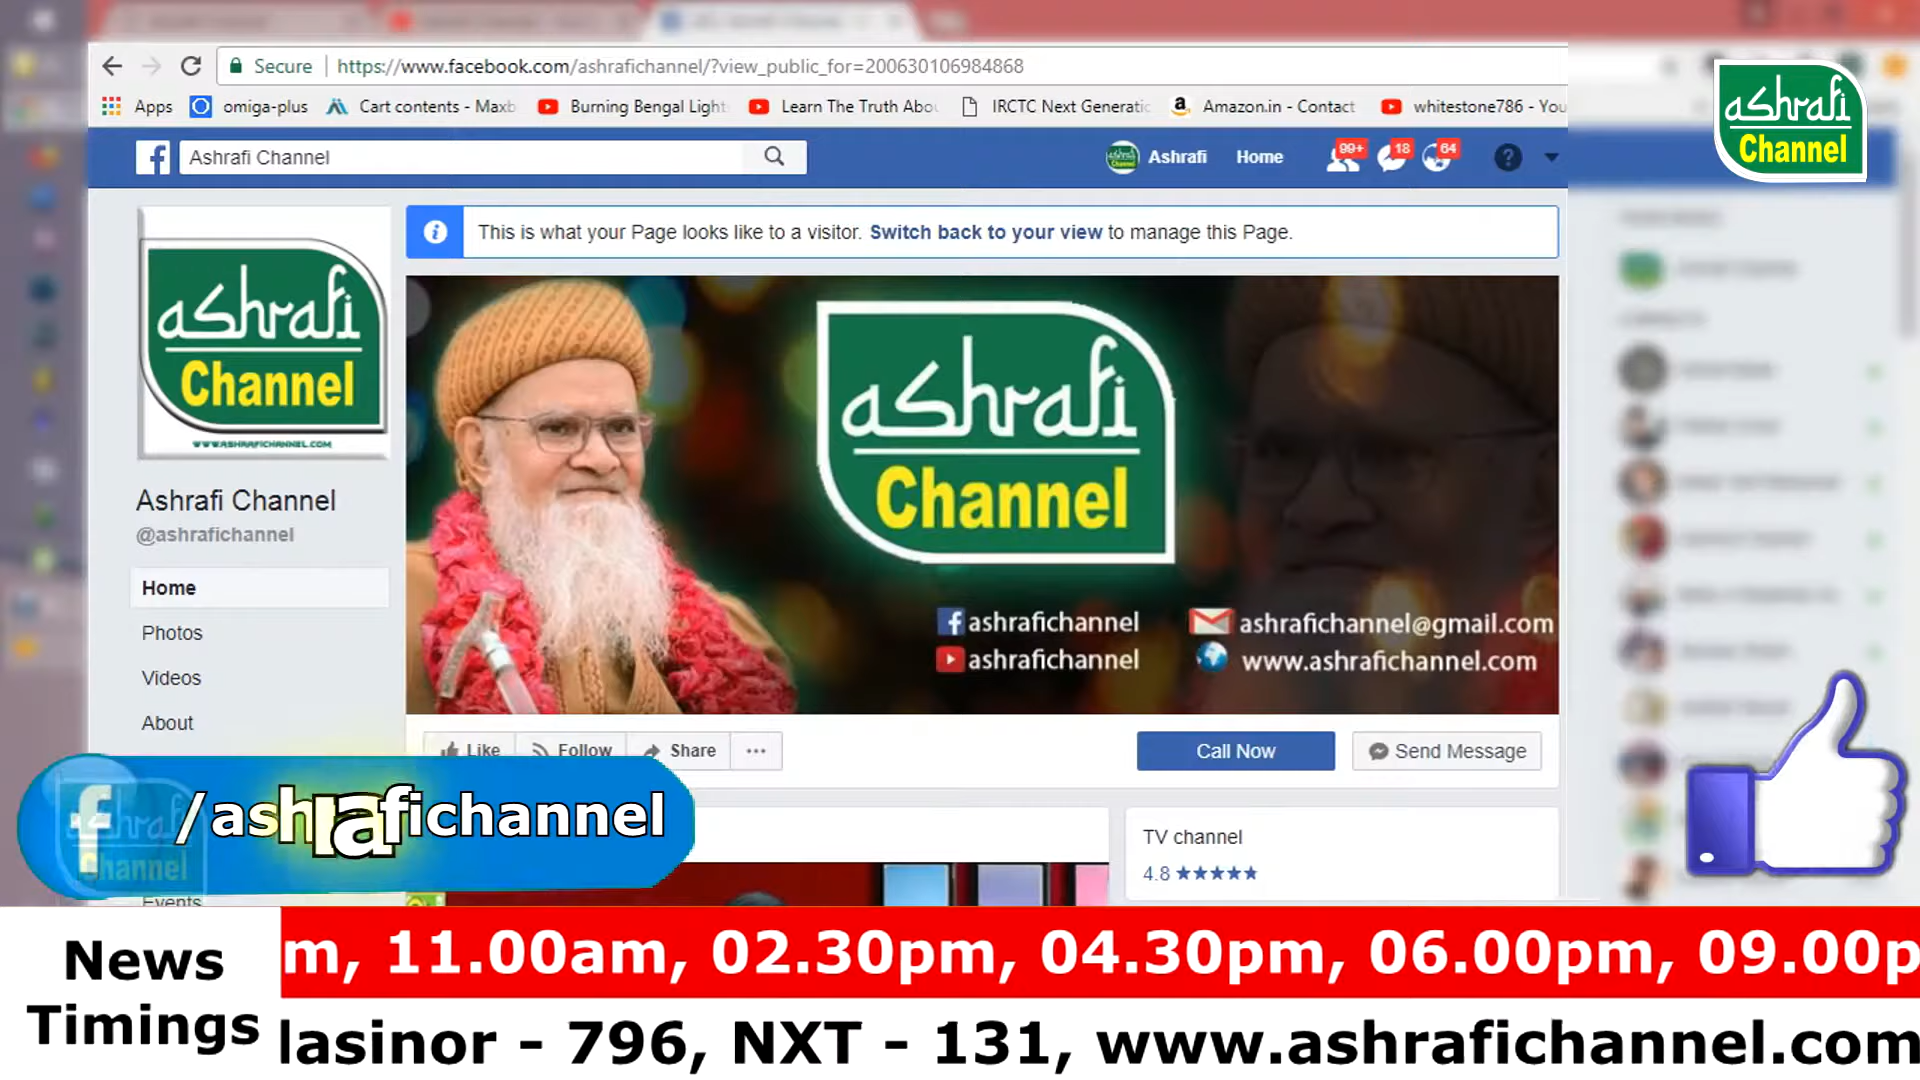 Secure https://www.facebook.com/ashrafichannel/?view_public_for=200630106984868
Apps omiga-plus Cart contents - Maxb Burning Bengal Light Learn The Truth Abou IRCTC Next Generatic Amazon.in - Contact whitestone786 - You
ashrafi
Channel
Ashrafi Channel
Ashrafi Home 99+ 18 64
This is what your Page looks like to a visitor. Switch back to your view to manage this Page.
ashrafi
Channel
WWW.ASHRAFICHANNEL.COM
ashrafi
Channel
Ashrafi Channel
@ashrafichannel
Home
Photos
Videos
About
Events
ashrafichannel ashrafichannel@gmail.com
ashrafichannel www.ashrafichannel.com
Like Follow Share ... Call Now Send Message
/ashrafichannel
ashrafi
Channel
TV channel
4.8
News
Timings
m, 11.00am, 02.30pm, 04.30pm, 06.00pm, 09.00p
lasinor - 796, NXT - 131, www.ashrafichannel.com